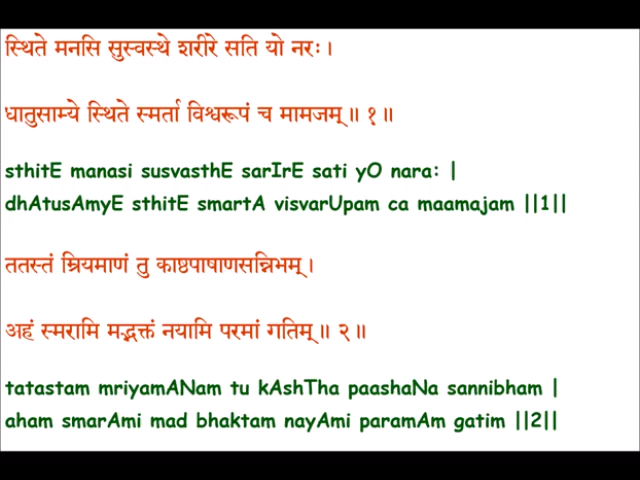 स्थिते मनसि सुस्वस्थे शरीरे सति यो नरः।
धातुसाम्ये स्थिते स्मर्ता विश्वरूपं च मामजम्॥ १॥
sthitE manasi susvasthE sarIrE sati yO nara: |
dhAtusAmyE sthitE smartA visvarUpam ca maamajam ||1||
ततस्तं म्रियमाणं तु काष्ठपाषाणसन्निभम्।
अहं स्मरामि मद्भक्तं नयामि परमां गतिम्॥ २॥
tatastam mriyamANam tu kAshTha paashaNa sannibham |
aham smarAmi mad bhaktam nayAmi paramAm gatim ||2||